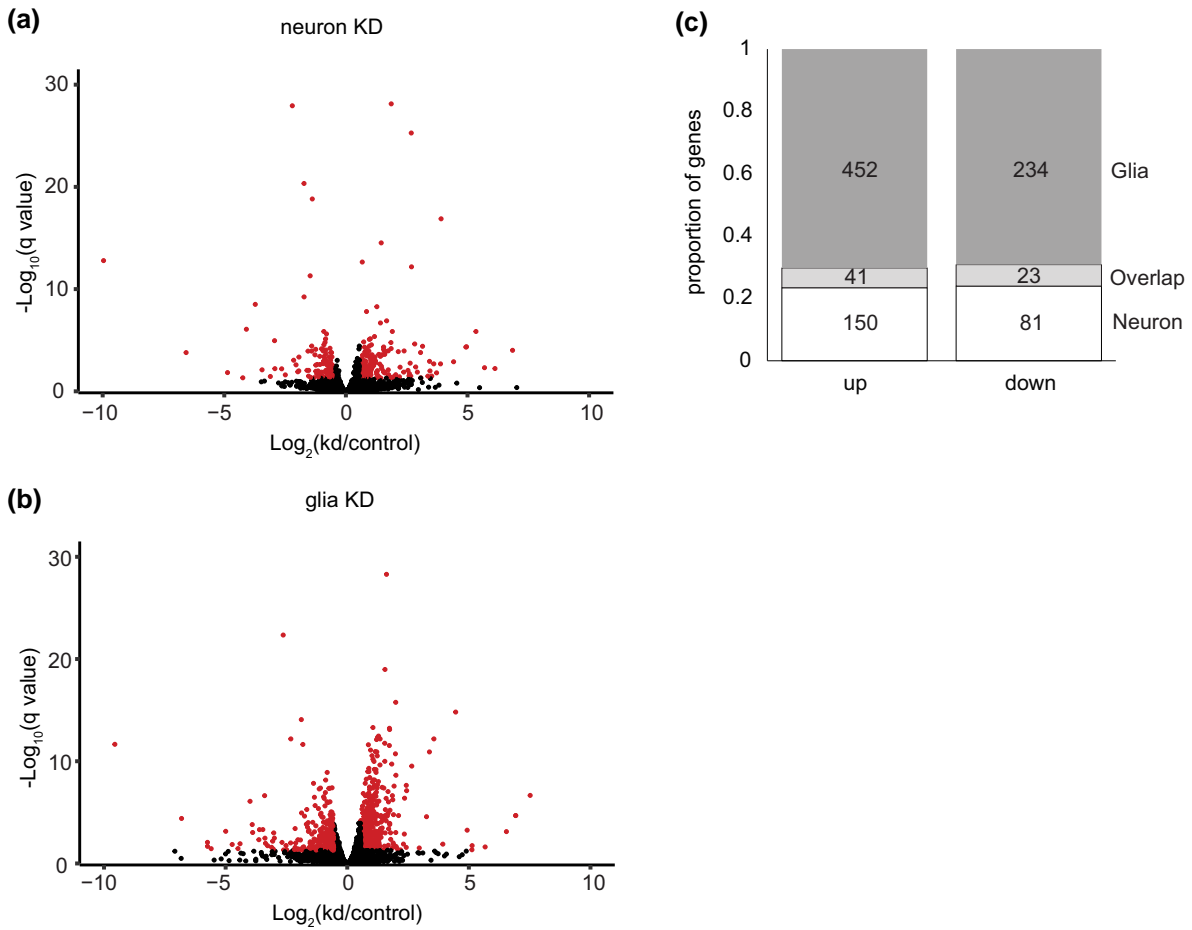 (a)
neuron KD
30
20
10
0
-Log10(q value)
−10
−5
0
5
10
Log2(kd/control)
(b)
glia KD
30
20
10
0
-Log10(q value)
−10
−5
0
5
10
Log2(kd/control)
(c)
1
0.8
0.6
0.4
0.2
0
proportion of genes
452
234
Glia
41
23
Overlap
150
81
Neuron
up
down